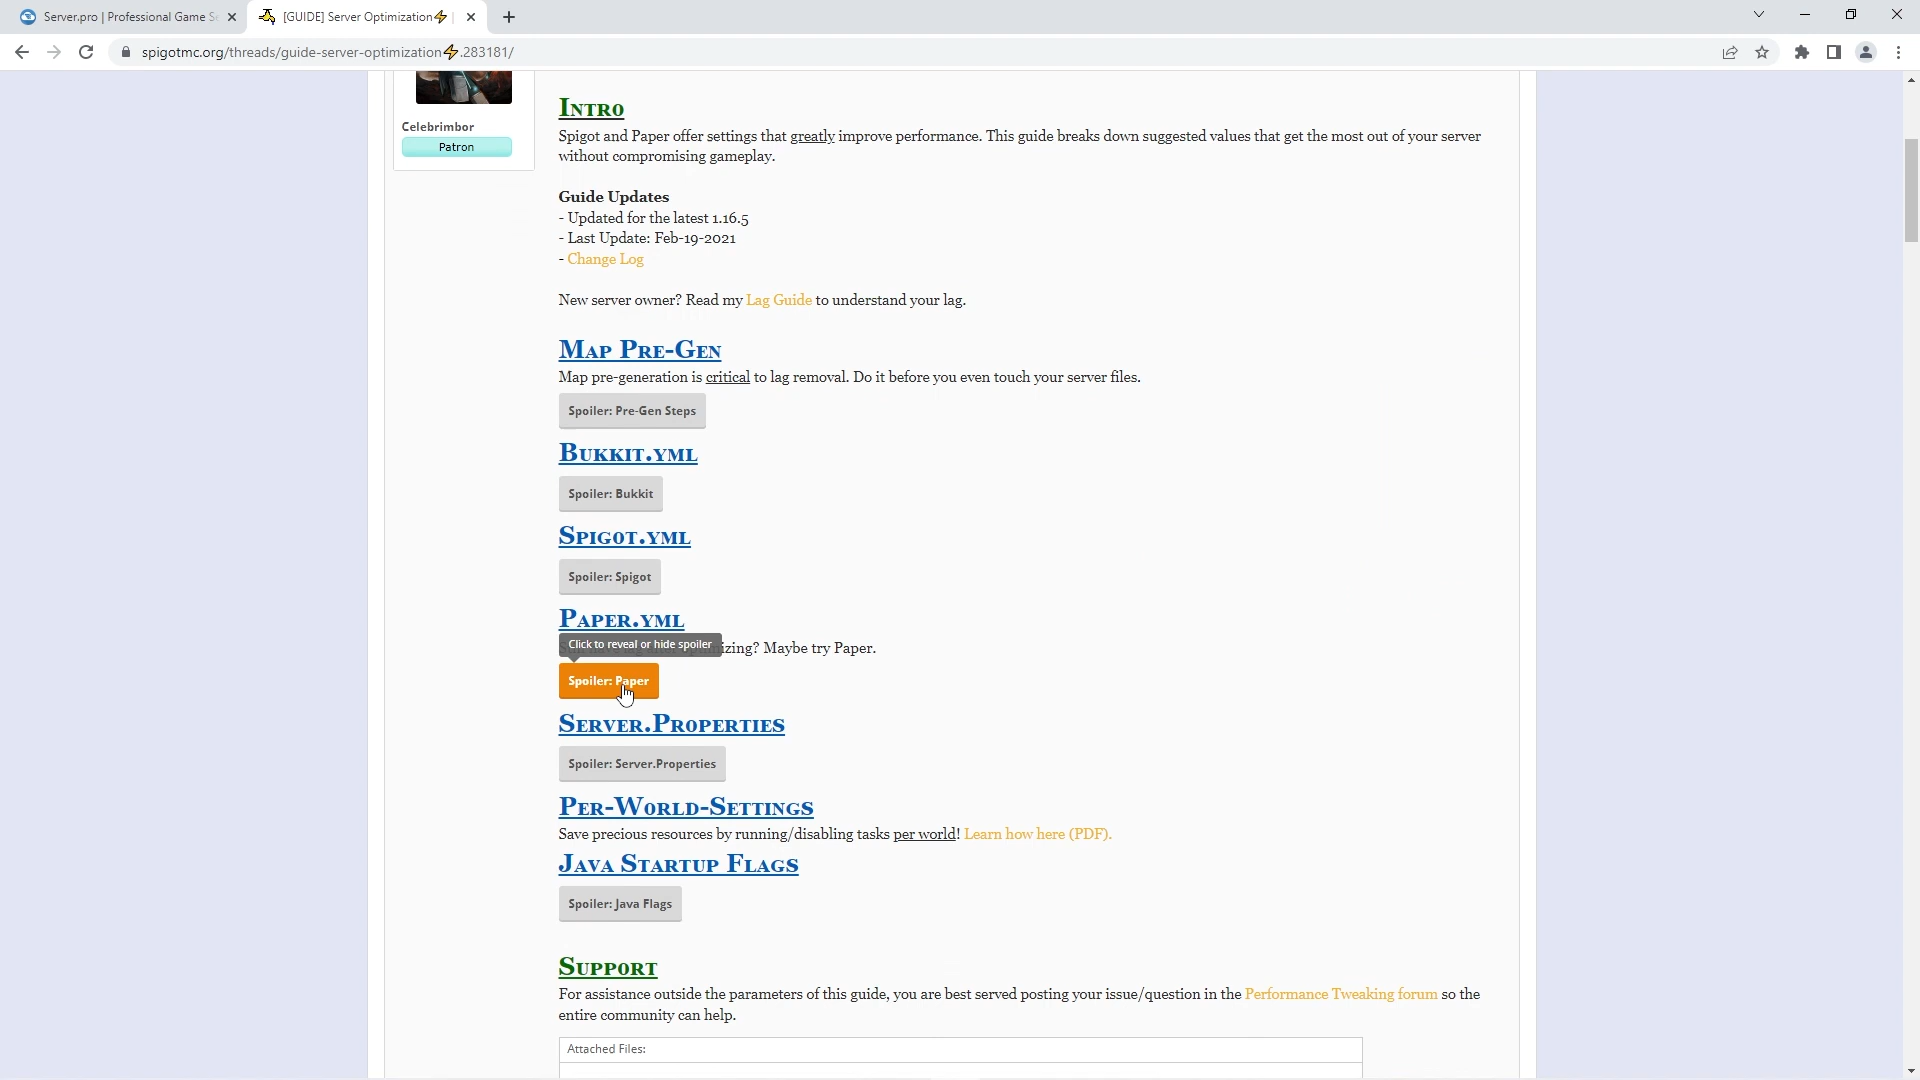 Server.pro | Professional Game S
[GUIDE] Server Optimization⚡ |
spigotmc.org/threads/guide-server-optimization⚡.283181/
Celebrimbor
Patron
Intro
Spigot and Paper offer settings that greatly improve performance. This guide breaks down suggested values that get the most out of your server
without compromising gameplay.
Guide Updates
- Updated for the latest 1.16.5
- Last Update: Feb-19-2021
- Change Log
New server owner? Read my Lag Guide to understand your lag.
Map Pre-Gen
Map pre-generation is critical to lag removal. Do it before you even touch your server files.
Spoiler: Pre-Gen Steps
Bukkit.yml
Spoiler: Bukkit
Spigot.yml
Spoiler: Spigot
Paper.yml
Click to reveal or hide spoiler
izing? Maybe try Paper.
Spoiler: Paper
Server.Properties
Spoiler: Server.Properties
Per-World-Settings
Save precious resources by running/disabling tasks per world! Learn how here (PDF).
Java Startup Flags
Spoiler: Java Flags
Support
For assistance outside the parameters of this guide, you are best served posting your issue/question in the Performance Tweaking forum so the
entire community can help.
Attached Files: